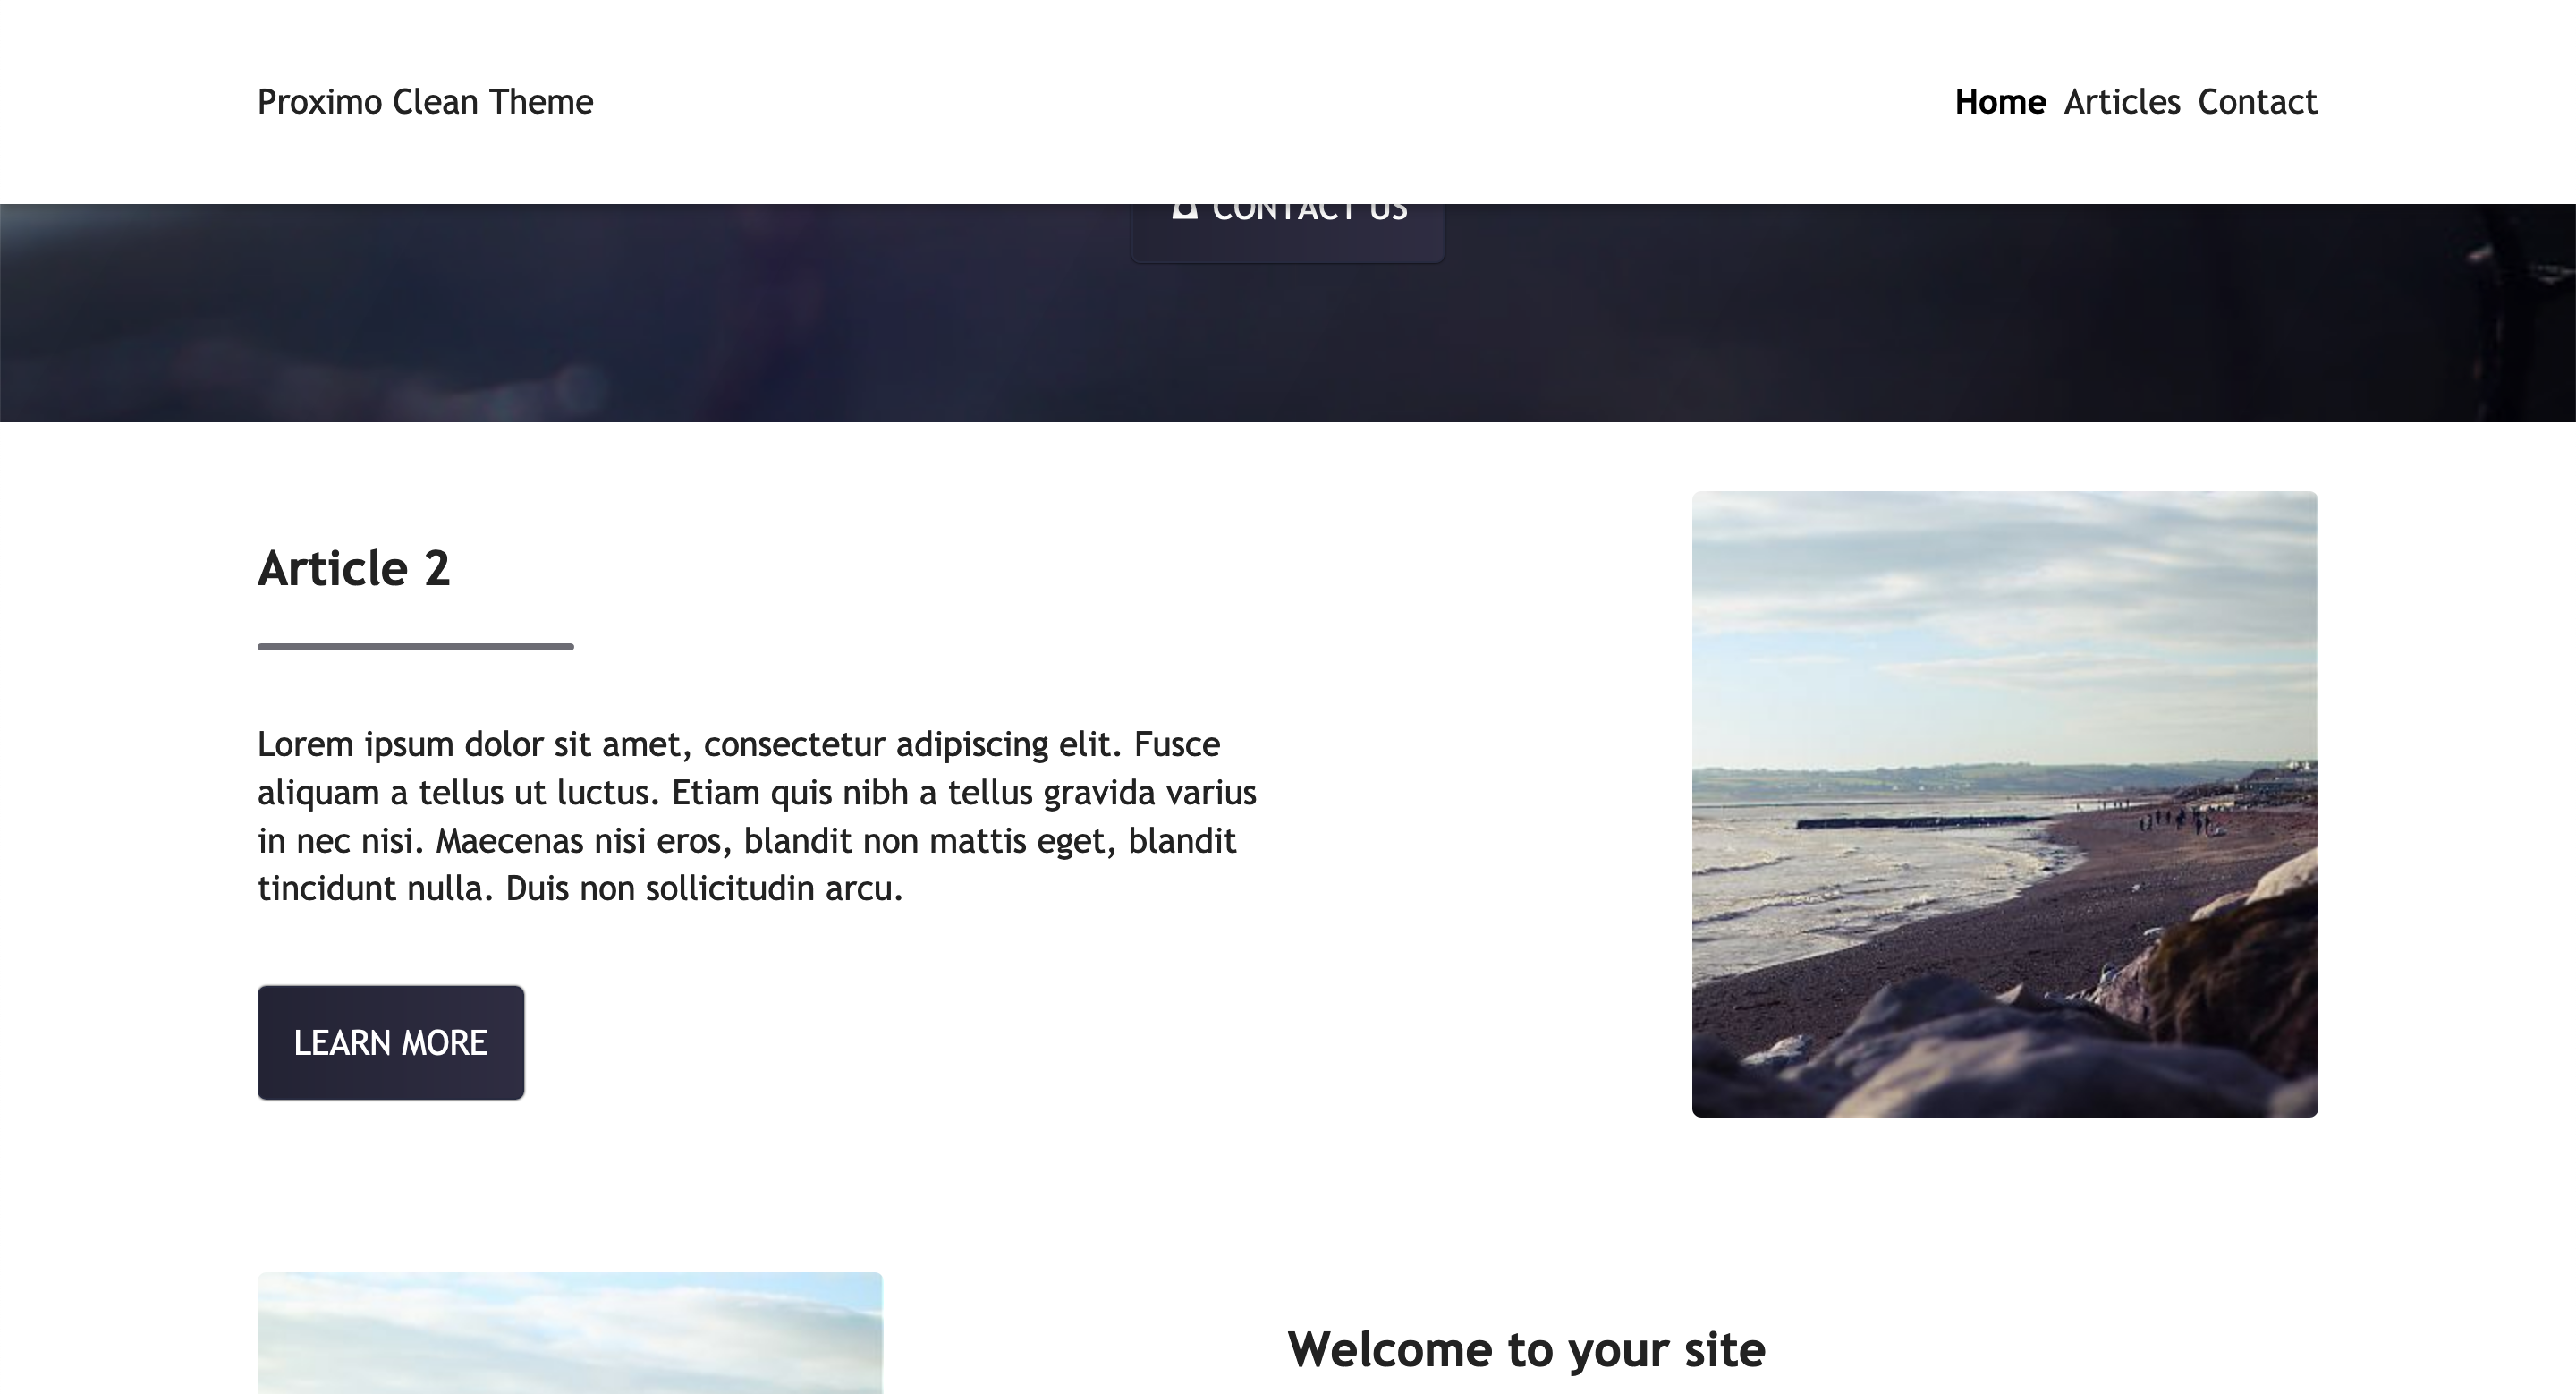 Proximo Clean Theme
Home Articles Contact
CONTACT US
Article 2
Lorem ipsum dolor sit amet, consectetur adipiscing elit. Fusce
aliquam a tellus ut luctus. Etiam quis nibh a tellus gravida varius
in nec nisi. Maecenas nisi eros, blandit non mattis eget, blandit
tincidunt nulla. Duis non sollicitudin arcu.
LEARN MORE
Welcome to your site